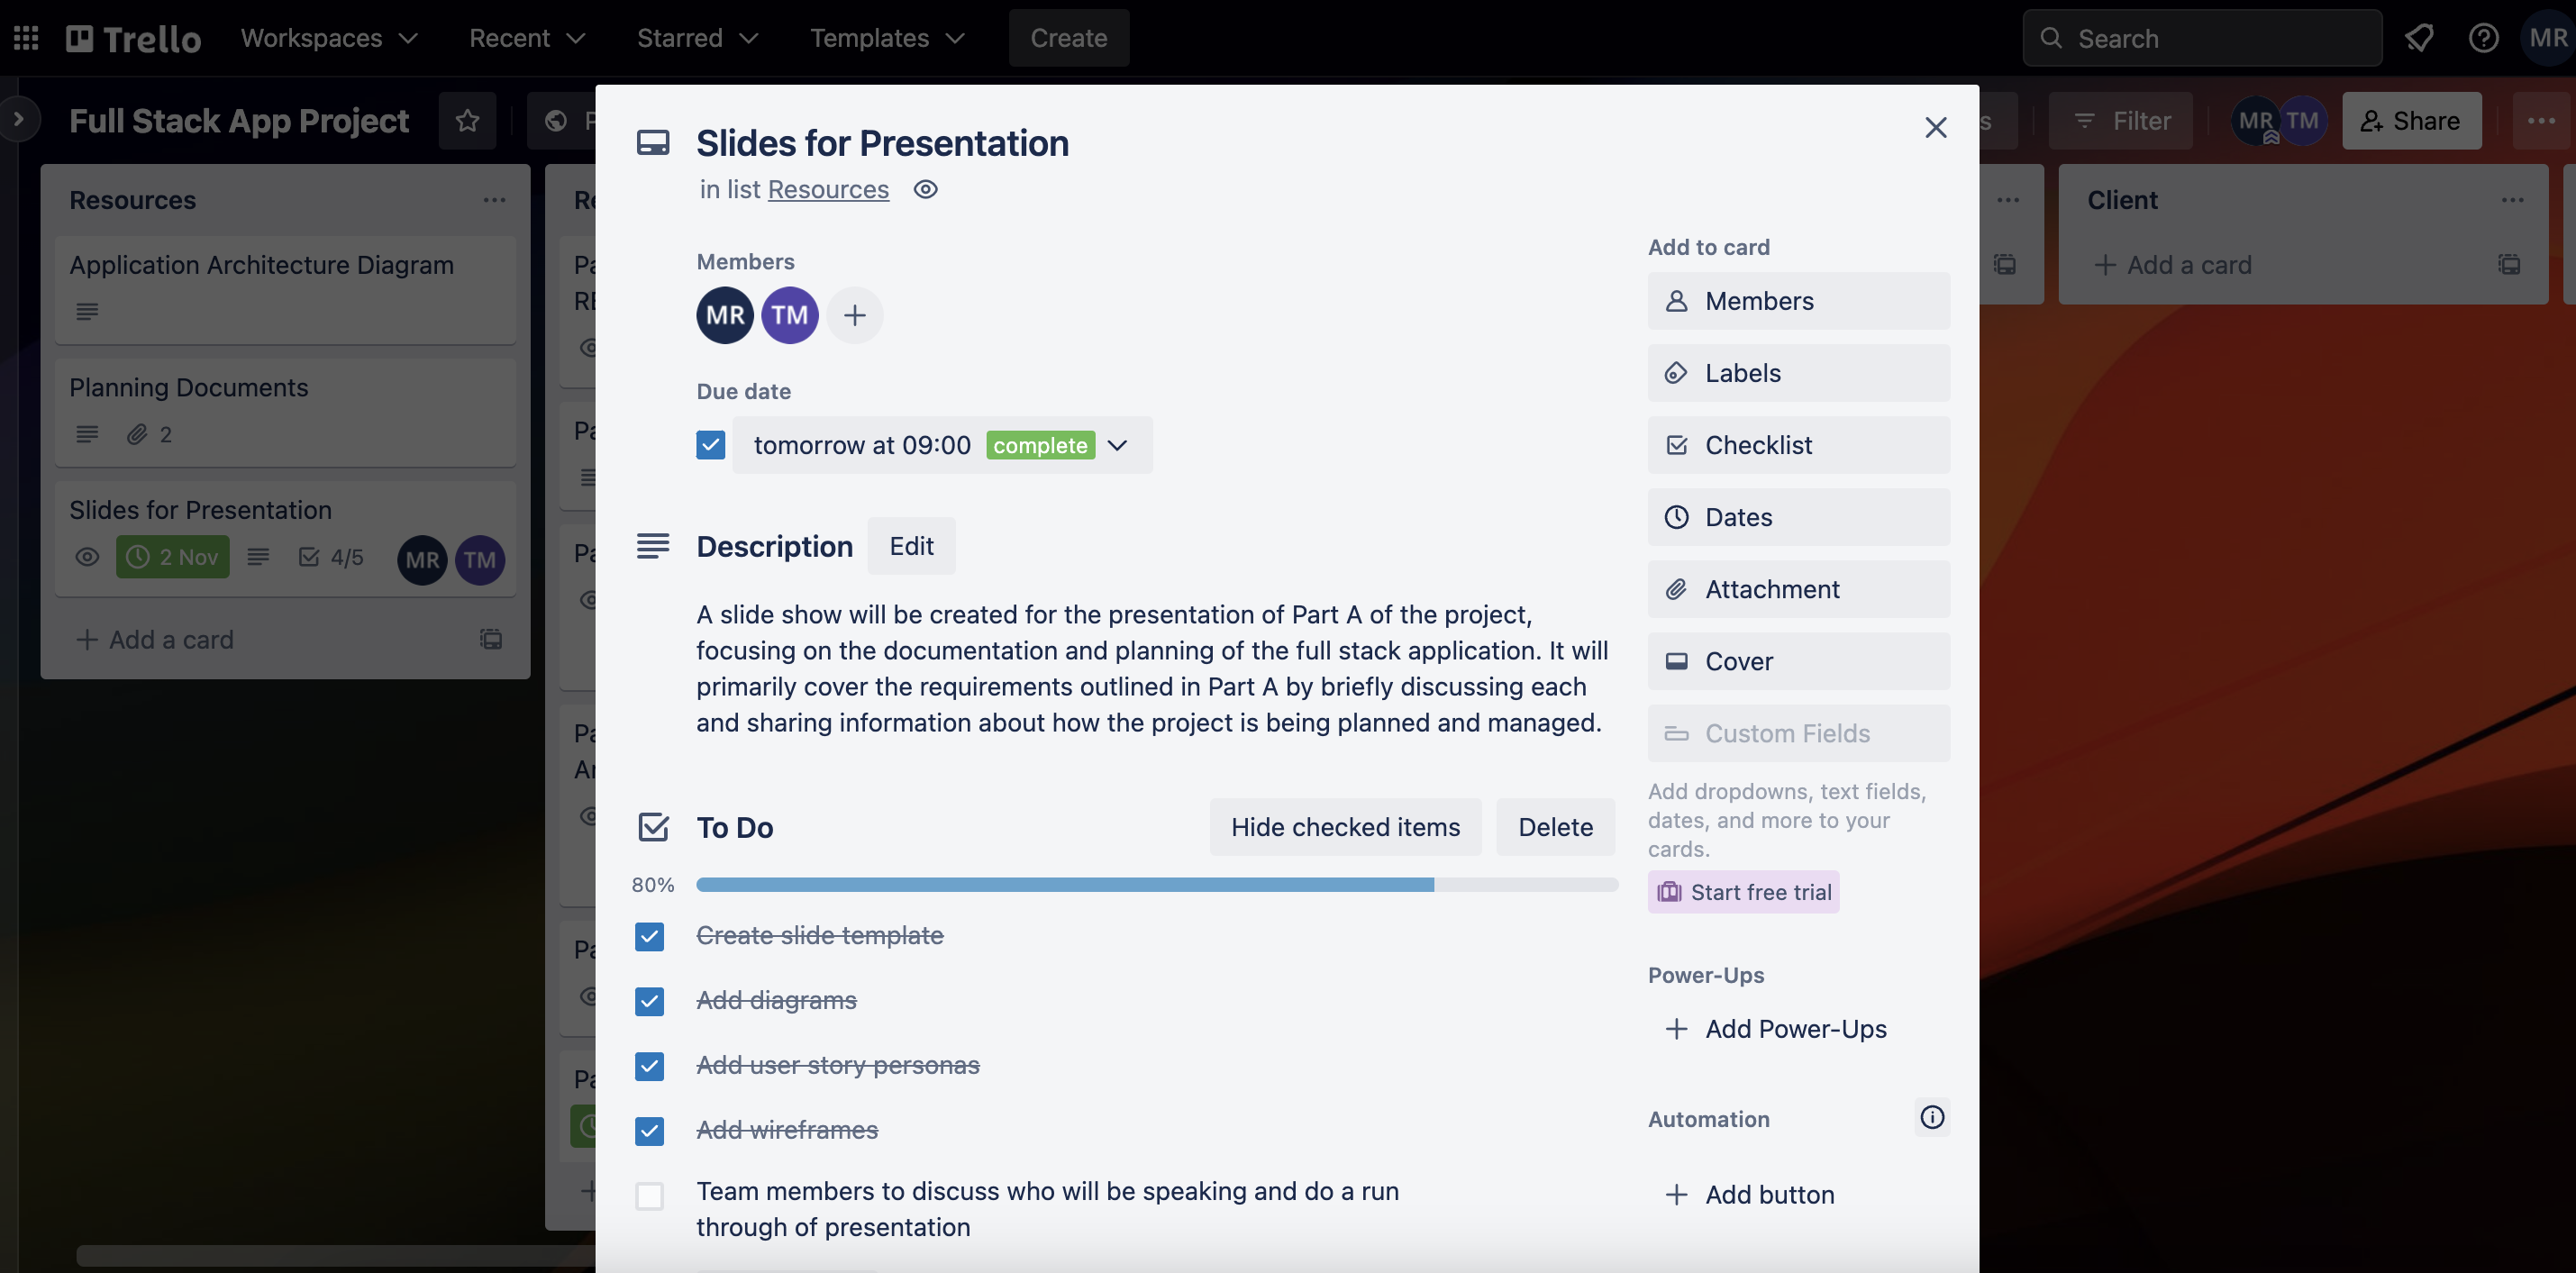 Trello
Workspaces
Recent
Starred
Templates
Create
Search
MR
Full Stack App Project
Filter
MR
TM
Share
Resources
Application Architecture Diagram
Planning Documents
2
Slides for Presentation
2 Nov
4/5
MR
TM
Add a card
Client
Add a card
Slides for Presentation
in list Resources
Members
MR
TM
Due date
tomorrow at 09:00 complete
Description
Edit
A slide show will be created for the presentation of Part A of the project,
focusing on the documentation and planning of the full stack application. It will
primarily cover the requirements outlined in Part A by briefly discussing each
and sharing information about how the project is being planned and managed.
To Do
Hide checked items
Delete
80%
Create slide template
Add diagrams
Add user story personas
Add wireframes
Team members to discuss who will be speaking and do a run
through of presentation
Add to card
Members
Labels
Checklist
Dates
Attachment
Cover
Custom Fields
Add dropdowns, text fields,
dates, and more to your
cards.
Start free trial
Power-Ups
Add Power-Ups
Automation
Add button